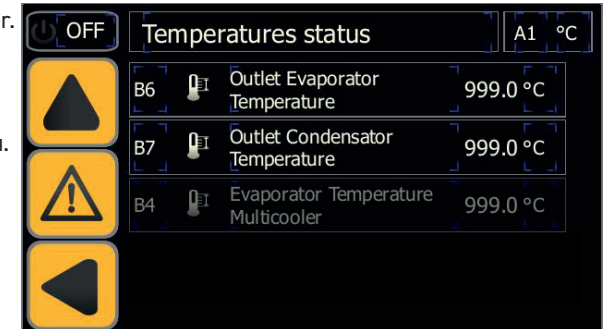 r.
OFF Temperatures status A1 °C
B6 Outlet Evaporator Temperature 999.0 °C
B7 Outlet Condensator Temperature 999.0 °C
B4 Evaporator Temperature Multicooler 999.0 °C